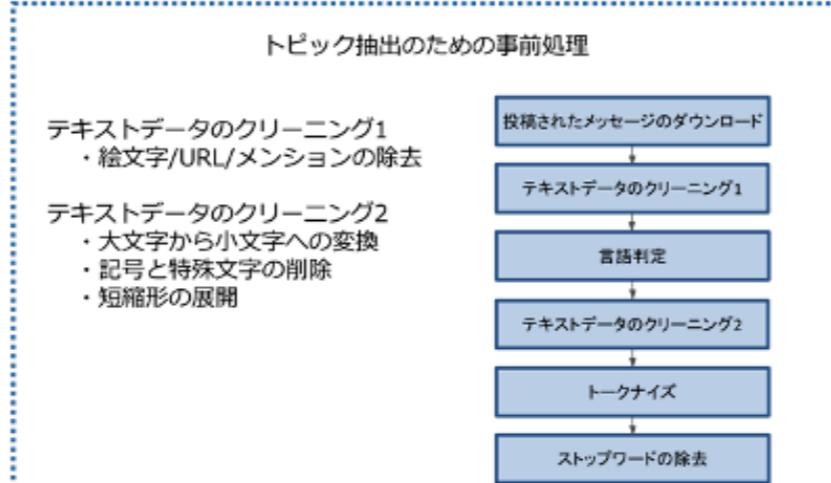 トピック抽出のための事前処理
テキストデータのクリーニング1
・絵文字/URL/メンションの除去
テキストデータのクリーニング2
・大文字から小文字への変換
・記号と特殊文字の削除
・短縮形の展開
投稿されたメッセージのダウンロード
テキストデータのクリーニング1
言語判定
テキストデータのクリーニング2
トークナイズ
ストップワードの除去